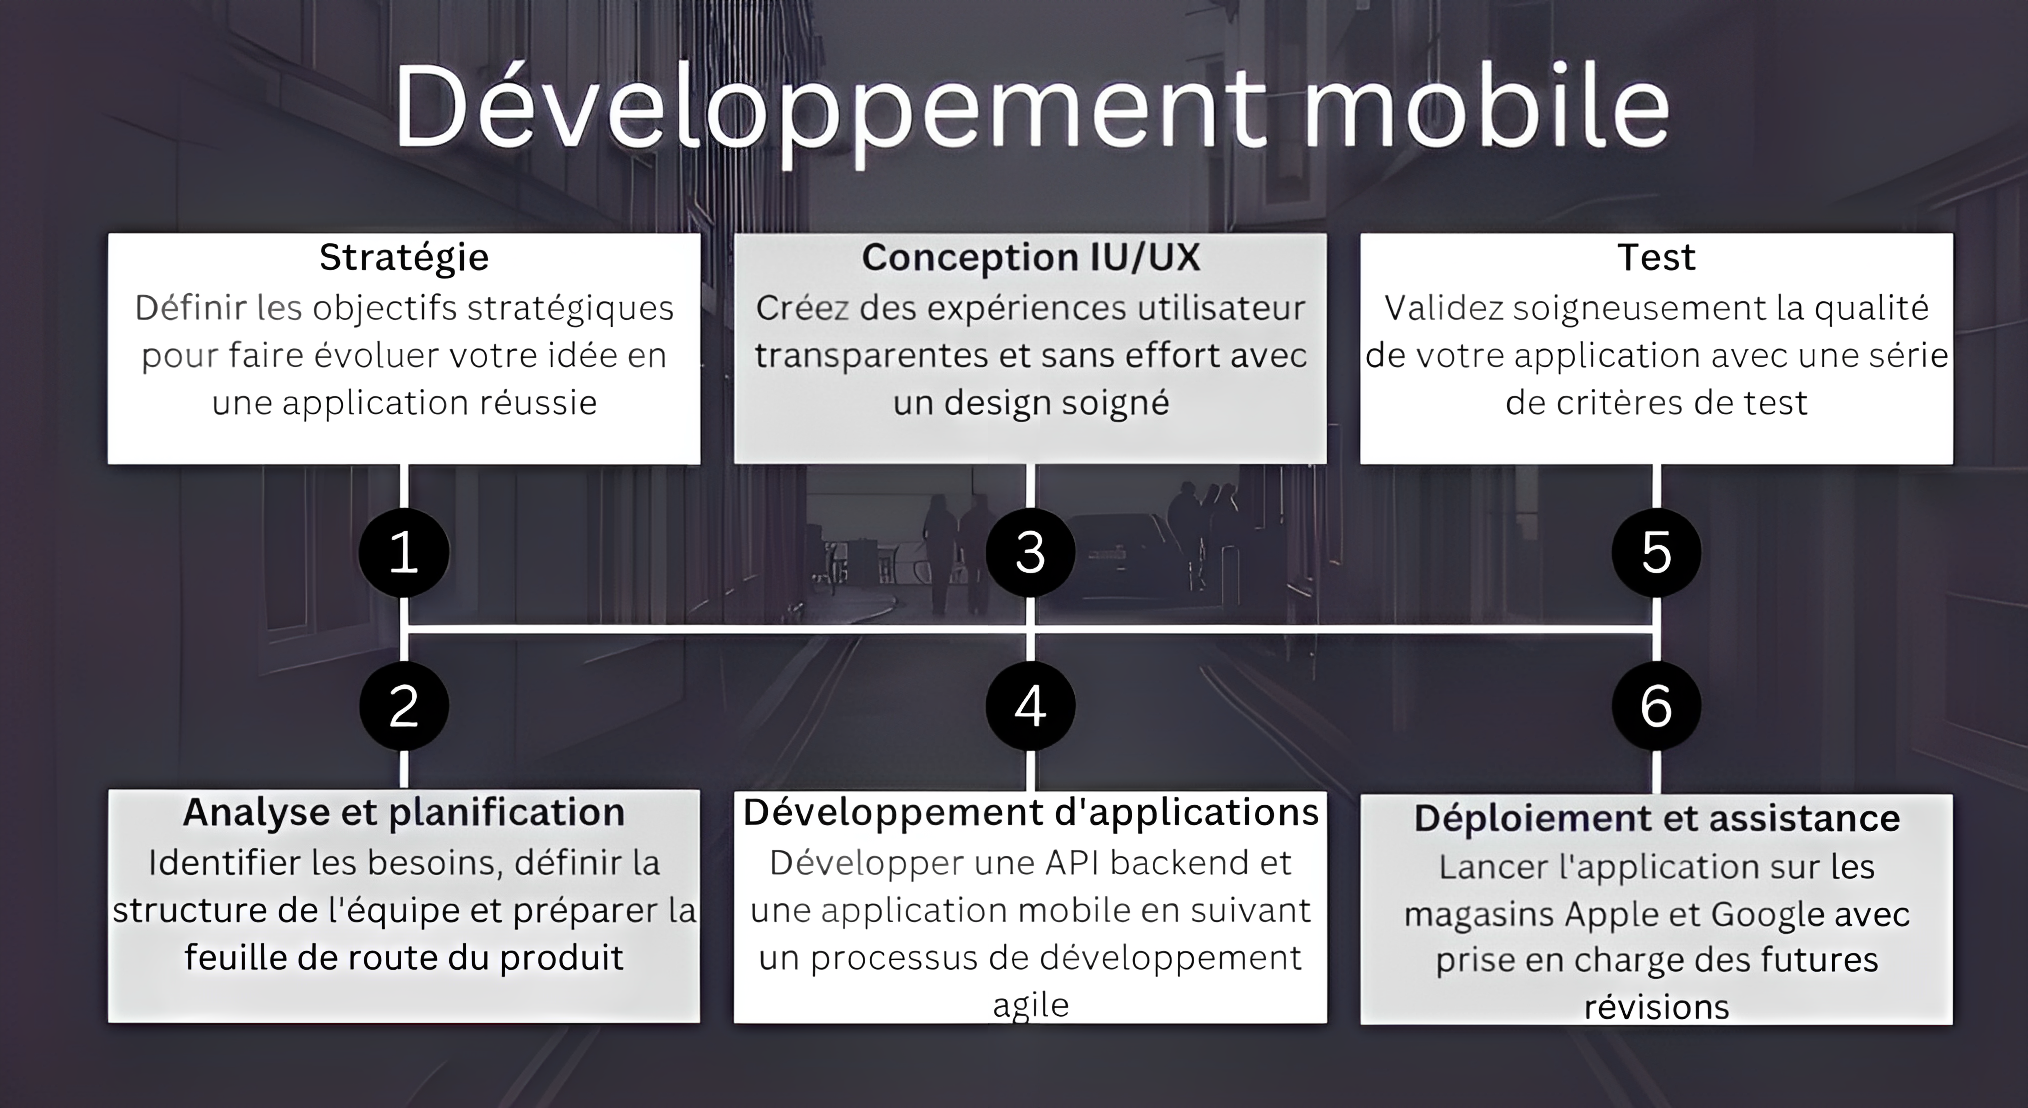 Développement mobile
Stratégie
Définir les objectifs stratégiques
pour faire évoluer votre idée en
une application réussie
1
Analyse et planification
Identifier les besoins, définir la
structure de l'équipe et préparer la
feuille de route du produit
2
Conception IU/UX
Créez des expériences utilisateur
transparentes et sans effort avec
un design soigné
3
Développement d'applications
Développer une API backend et
une application mobile en suivant
un processus de développement
agile
4
Test
Validez soigneusement la qualité
de votre application avec une série
de critères de test
5
Déploiement et assistance
Lancer l'application sur les
magasins Apple et Google avec
prise en charge des futures
révisions
6